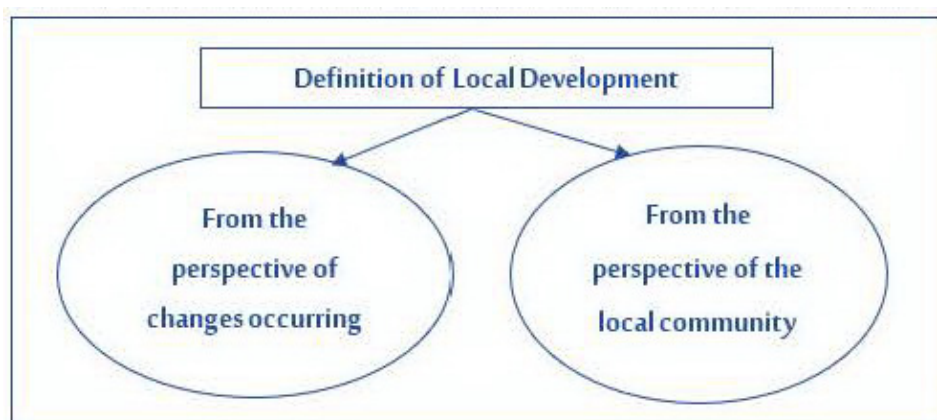 Definition of Local Development
From the
perspective of
changes occurring
From the
perspective of the
local community